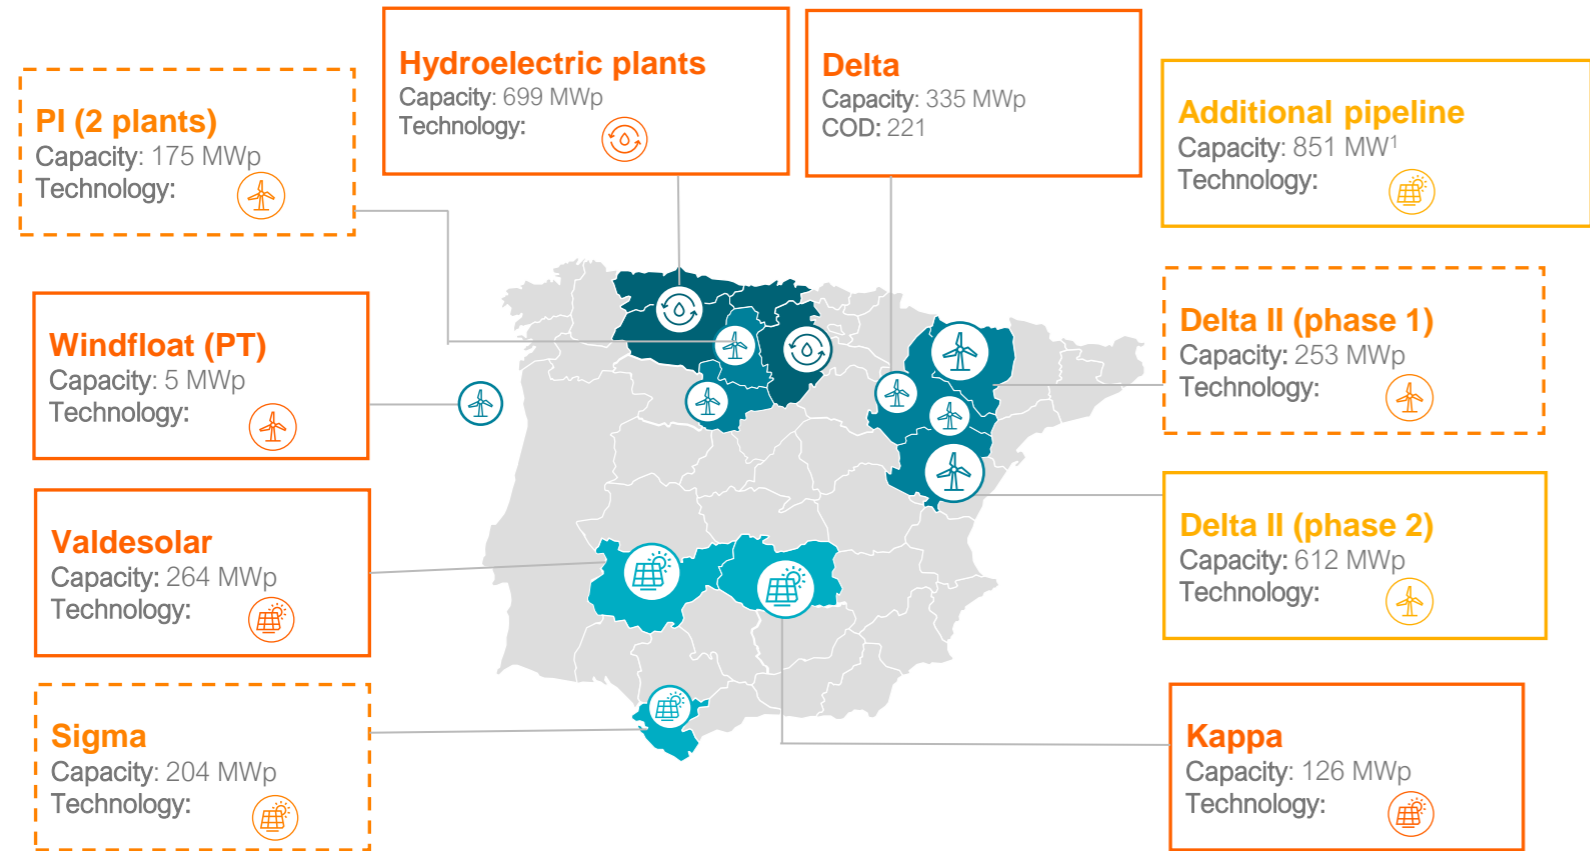 Hydroelectric plants
Capacity: 699 MWp
Technology:
Delta
Capacity: 335 MWp
COD: 221
PI (2 plants)
Capacity: 175 MWp
Technology:
Additional pipeline
Capacity: 851 MW¹
Technology:
Windfloat (PT)
Capacity: 5 MWp
Technology:
Delta II (phase 1)
Capacity: 253 MWp
Technology:
Valdesolar
Capacity: 264 MWp
Technology:
Delta II (phase 2)
Capacity: 612 MWp
Technology:
Sigma
Capacity: 204 MWp
Technology:
Kappa
Capacity: 126 MWp
Technology: